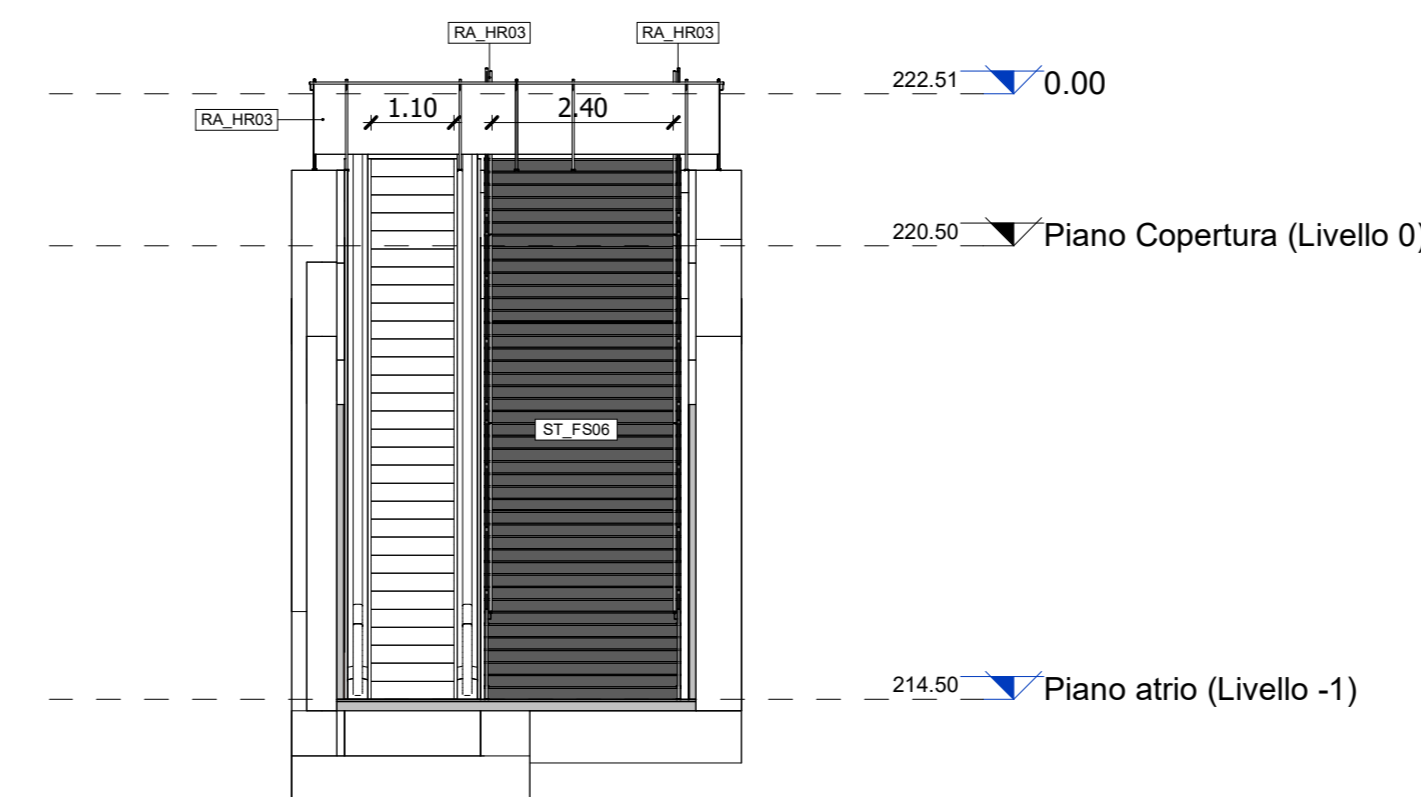 RA_HR03 RA_HR03
222.51 0.00
RA_HR03 1.10 2.40
220.50 Piano Copertura (Livello 0)
ST_FS06
214.50 Piano atrio (Livello -1)